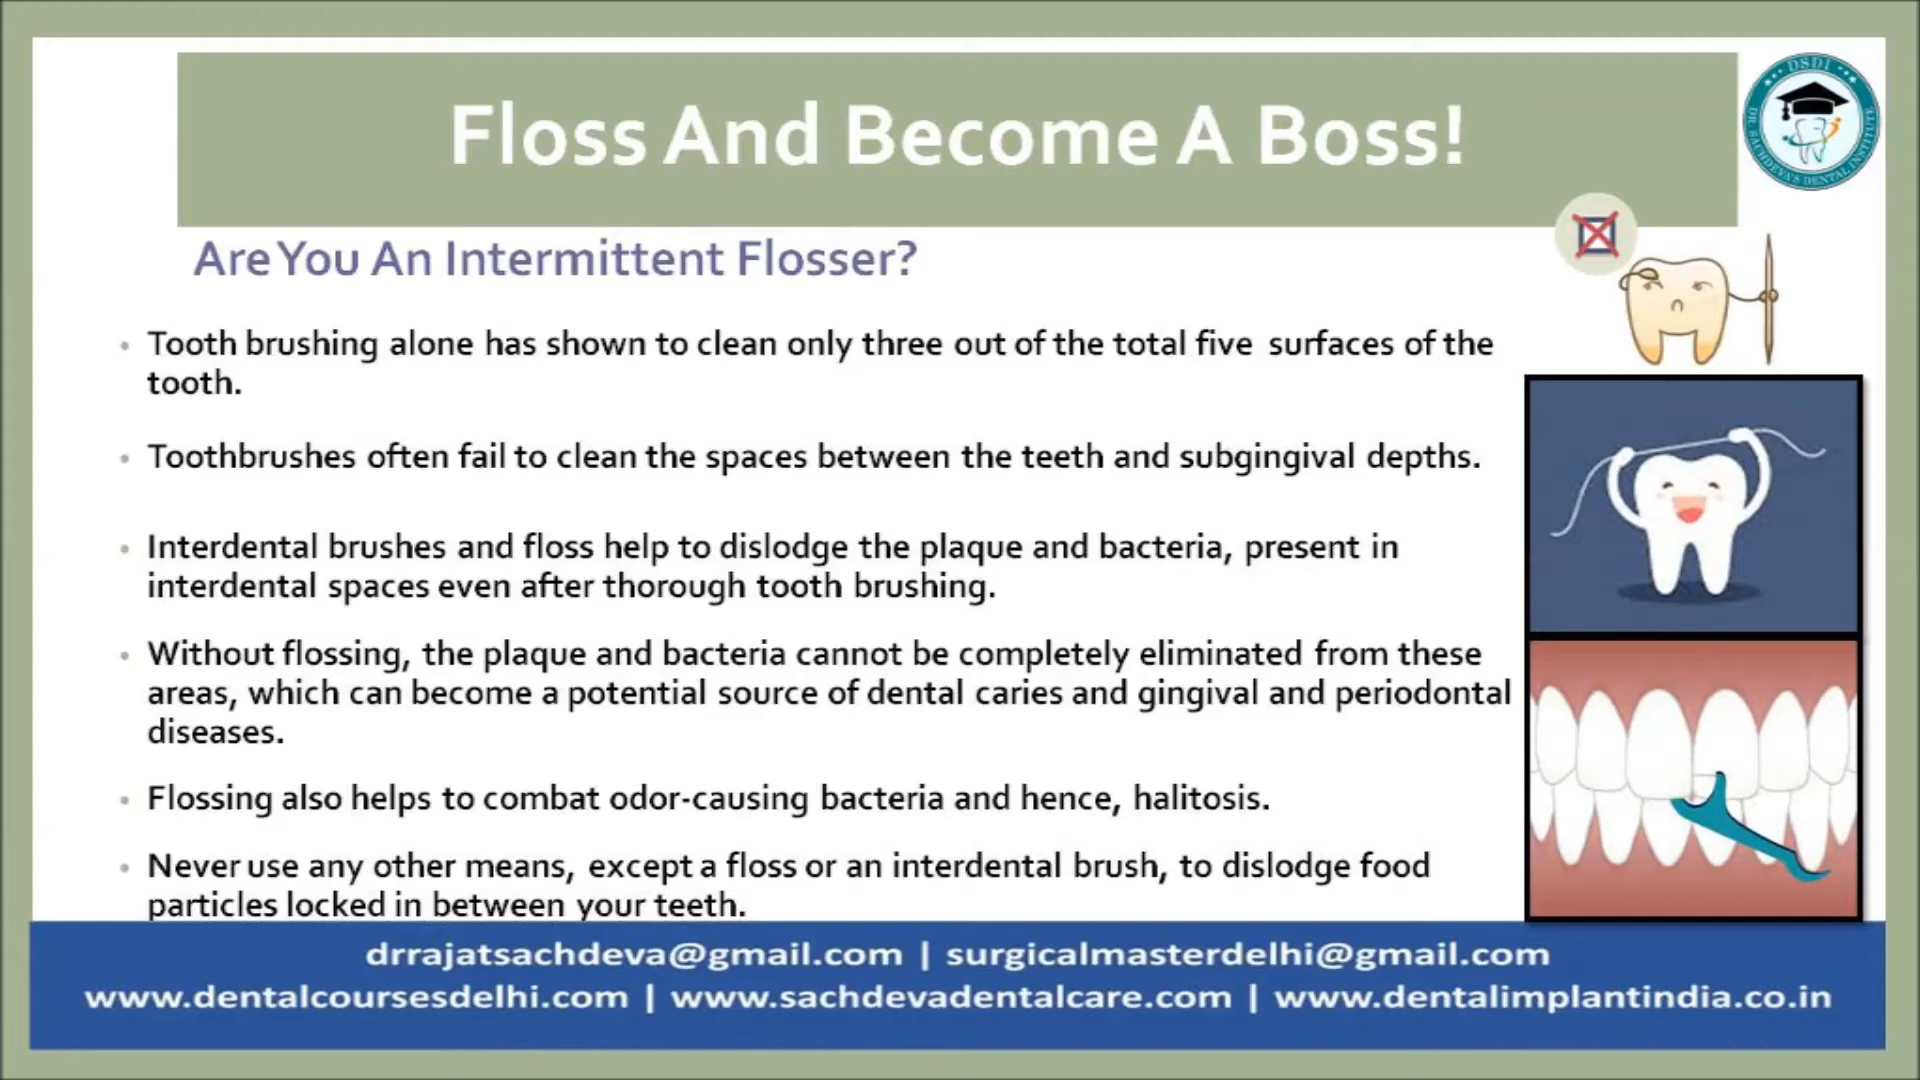 Floss And Become A Boss!
DSDI
DR. SACHDEVA'S DENTAL INSTITUTE
Are You An Intermittent Flosser?
• Tooth brushing alone has shown to clean only three out of the total five surfaces of the
tooth.
• Toothbrushes often fail to clean the spaces between the teeth and subgingival depths.
• Interdental brushes and floss help to dislodge the plaque and bacteria, present in
interdental spaces even after thorough tooth brushing.
• Without flossing, the plaque and bacteria cannot be completely eliminated from these
areas, which can become a potential source of dental caries and gingival and periodontal
diseases.
• Flossing also helps to combat odor-causing bacteria and hence, halitosis.
• Never use any other means, except a floss or an interdental brush, to dislodge food
particles locked in between your teeth.
drrajatsachdeva@gmail.com | surgicalmasterdelhi@gmail.com
www.dentalcoursesdelhi.com | www.sachdevadentalcare.com | www.dentalimplantindia.co.in